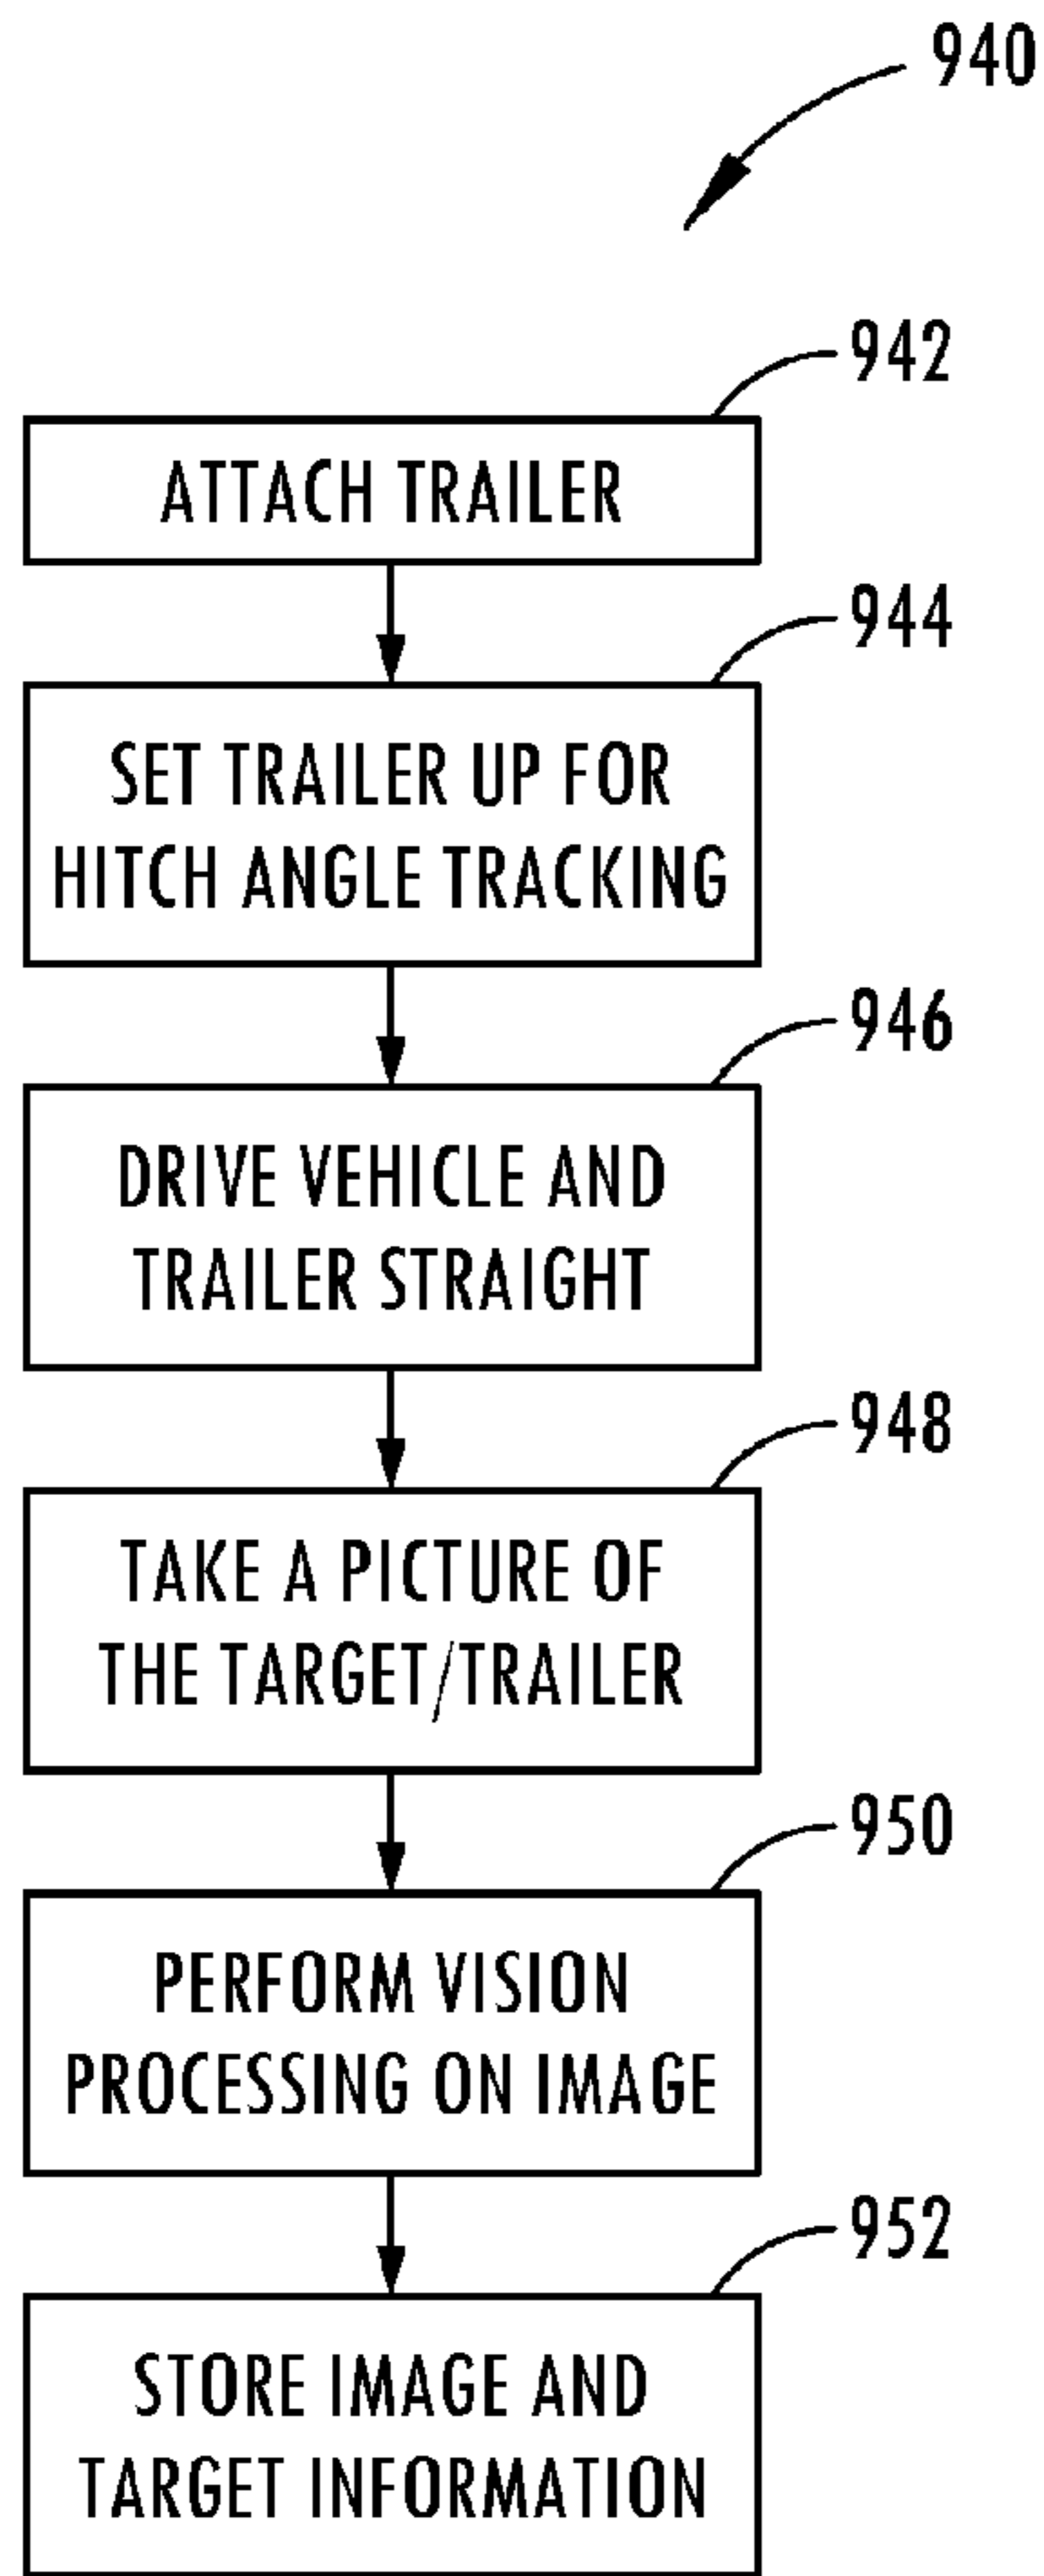 940
942
ATTACH TRAILER
944
SET TRAILER UP FOR
HITCH ANGLE TRACKING
946
DRIVE VEHICLE AND
TRAILER STRAIGHT
948
TAKE A PICTURE OF
THE TARGET/TRAILER
950
PERFORM VISION
PROCESSING ON IMAGE
952
STORE IMAGE AND
TARGET INFORMATION